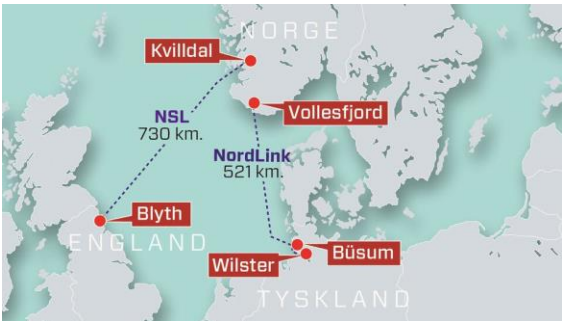 NORGE
Kvilldal
Vollesfjord
NSL
730 km.
NordLink
521 km.
Blyth
ENGLAND
Büsum
Wilster
TYSKLAND